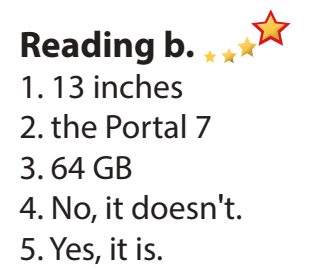 Reading b.
1. 13 inches
2. the Portal 7
3. 64 GB
4. No, it doesn't.
5. Yes, it is.